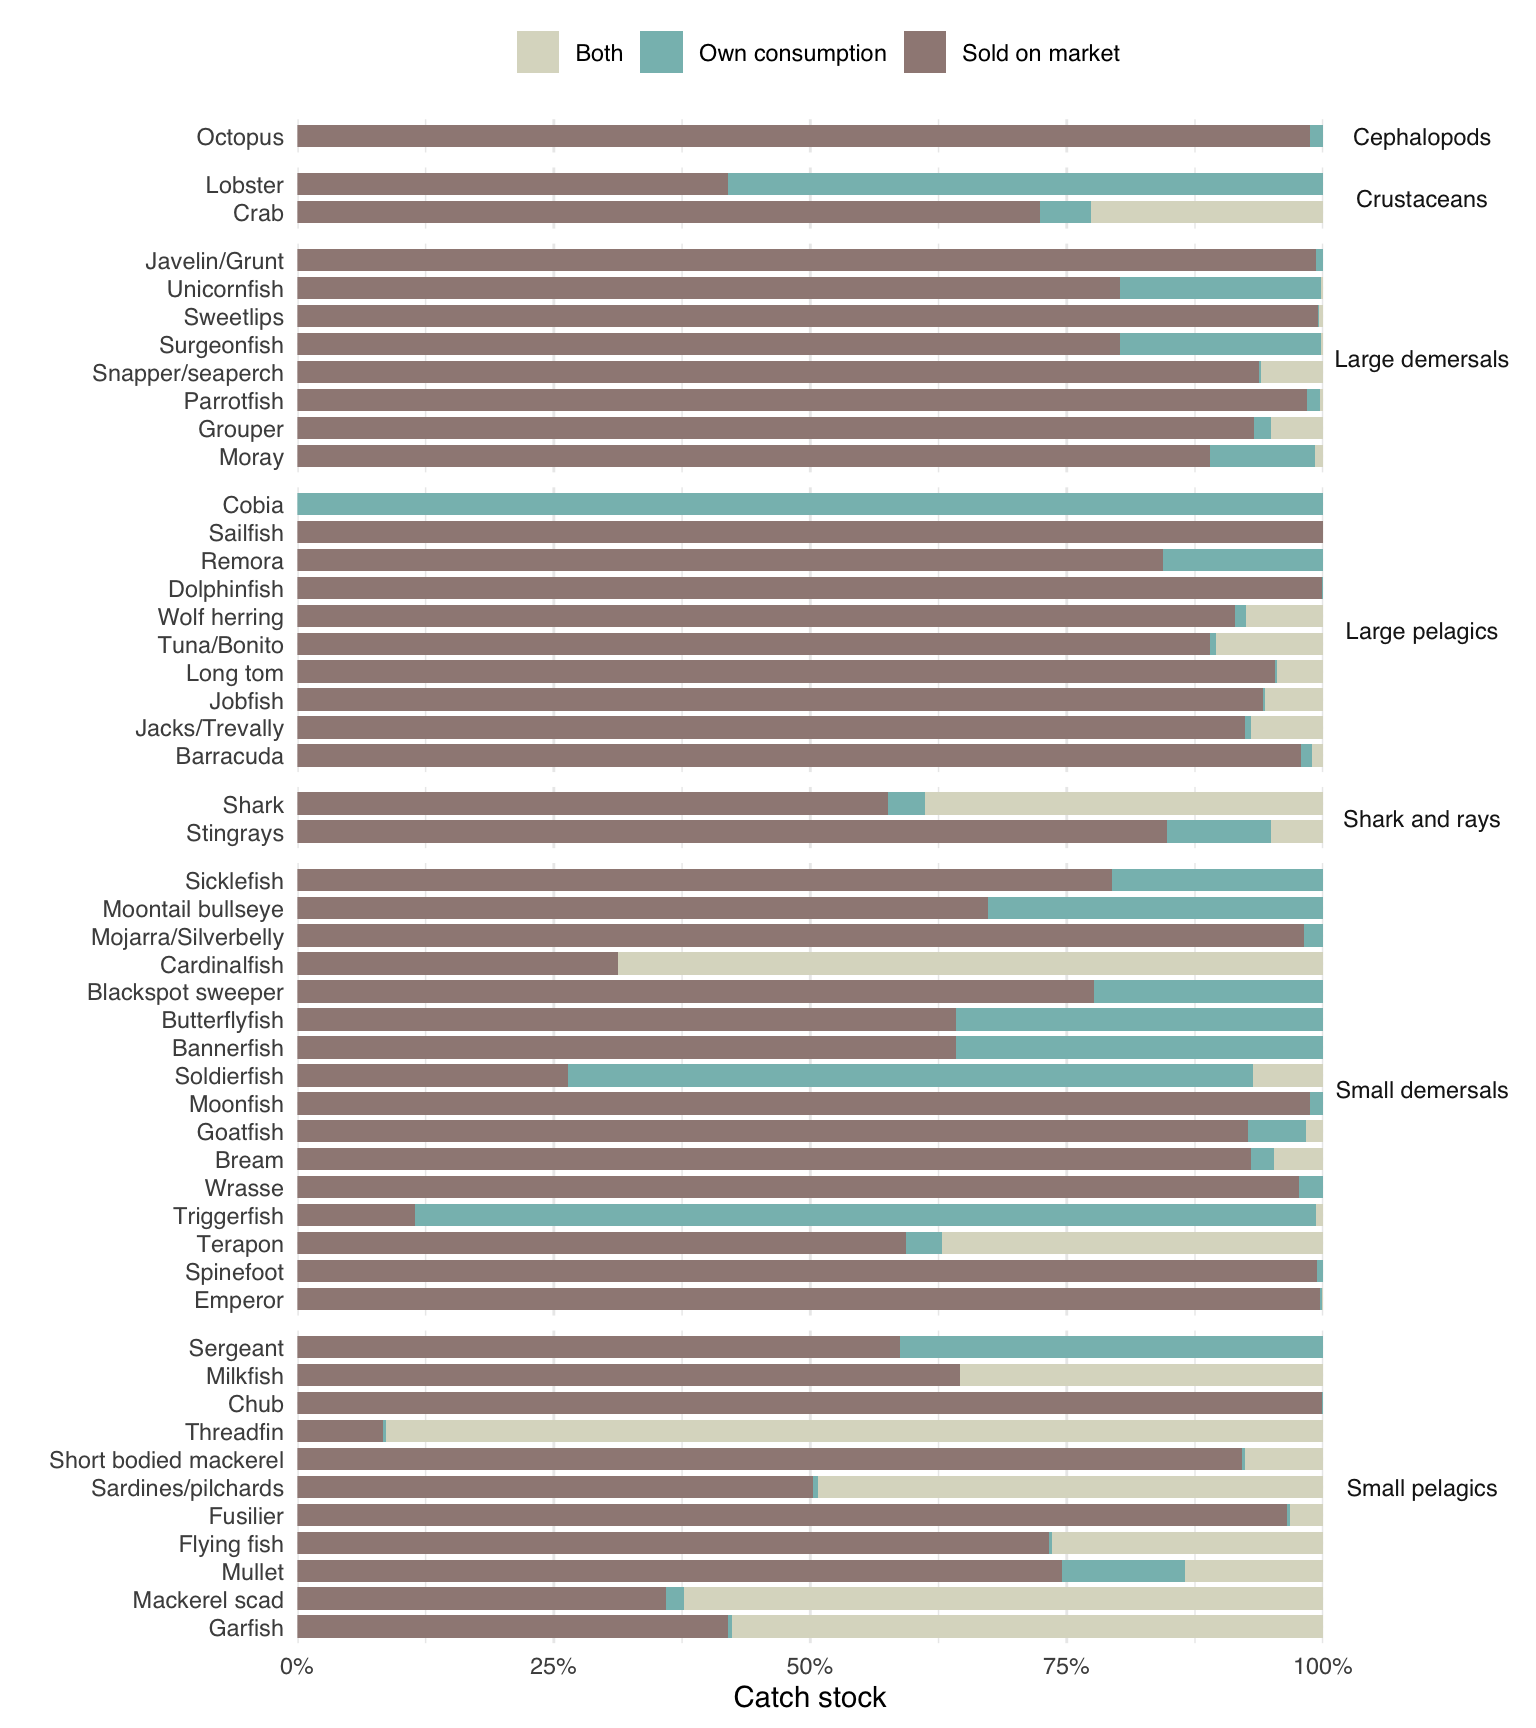 Both Own consumption Sold on market
Octopus
Cephalopods
Lobster
Crab
Crustaceans
Javelin/Grunt
Unicornfish
Sweetlips
Surgeonfish
Snapper/seaperch
Parrotfish
Grouper
Moray
Large demersals
Cobia
Sailfish
Remora
Dolphinfish
Wolf herring
Tuna/Bonito
Long tom
Jobfish
Jacks/Trevally
Barracuda
Large pelagics
Shark
Stingrays
Shark and rays
Sicklefish
Moontail bullseye
Mojarra/Silverbelly
Cardinalfish
Blackspot sweeper
Butterflyfish
Bannerfish
Soldierfish
Moonfish
Goatfish
Bream
Wrasse
Triggerfish
Terapon
Spinefoot
Emperor
Small demersals
Sergeant
Milkfish
Chub
Threadfin
Short bodied mackerel
Sardines/pilchards
Fusilier
Flying fish
Mullet
Mackerel scad
Garfish
Small pelagics
0% 25% 50% 75% 100%
Catch stock